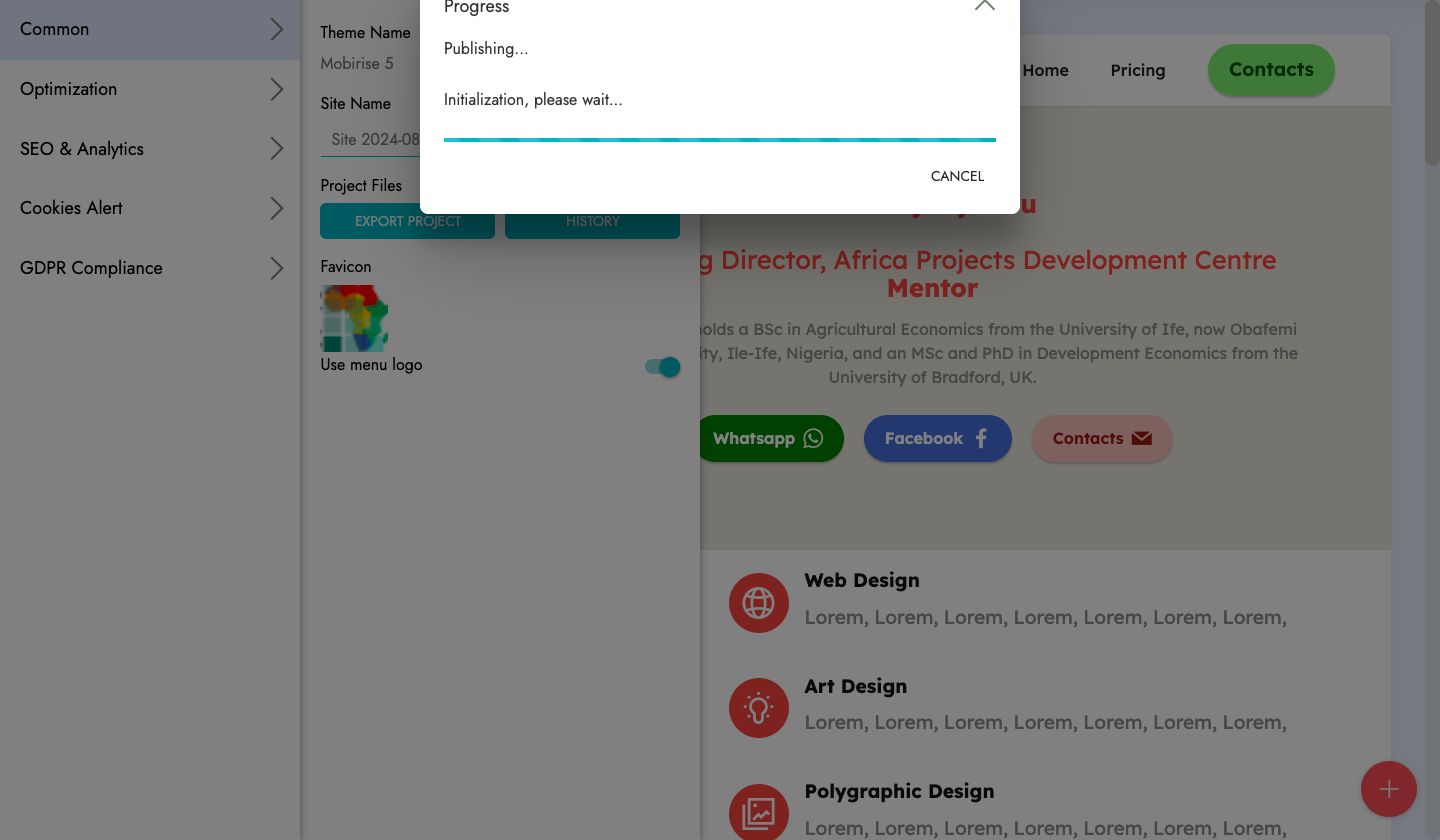 Common
Optimization
SEO & Analytics
Cookies Alert
GDPR Compliance
Theme Name
Mobirise 5
Site Name
Site 2024-08
Project Files
EXPORT PROJECT
HISTORY
Favicon
Use menu logo
Progress
Publishing...
Initialization, please wait...
CANCEL
Home
Pricing
Contacts
Director, Africa Projects Development Centre
Mentor
holds a BSc in Agricultural Economics from the University of Ife, now Obafemi
Ile-Ife, Nigeria, and an MSc and PhD in Development Economics from the
University of Bradford, UK.
Whatsapp
Facebook
Contacts
Web Design
Lorem, Lorem, Lorem, Lorem, Lorem, Lorem, Lorem,
Art Design
Lorem, Lorem, Lorem, Lorem, Lorem, Lorem, Lorem,
Polygraphic Design
Lorem, Lorem, Lorem, Lorem, Lorem, Lorem, Lorem,